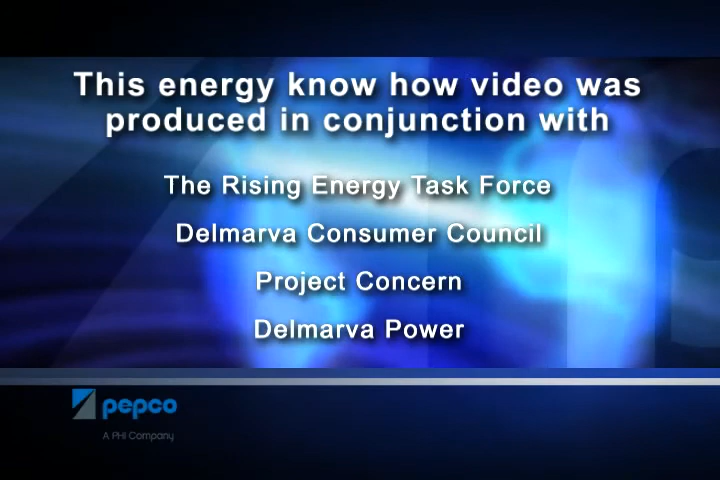 This energy know how video was
produced in conjunction with
The Rising Energy Task Force
Delmarva Consumer Council
Project Concern
Delmarva Power
pepco
A PHI Company